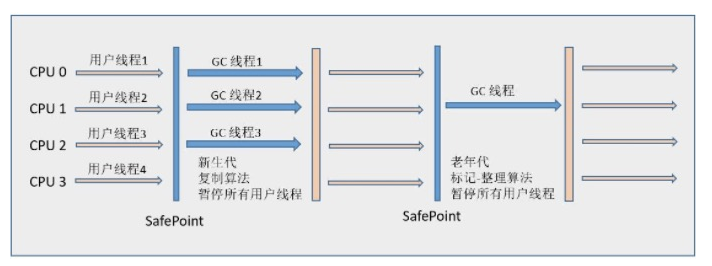 CPU 0
用户线程1
GC 线程1
CPU 1
用户线程2
GC 线程2
GC 线程
CPU 2
用户线程3
GC 线程3
CPU 3
用户线程4
新生代
复制算法
暂停所有用户线程
老年代
标记-整理算法
暂停所有用户线程
SafePoint
SafePoint